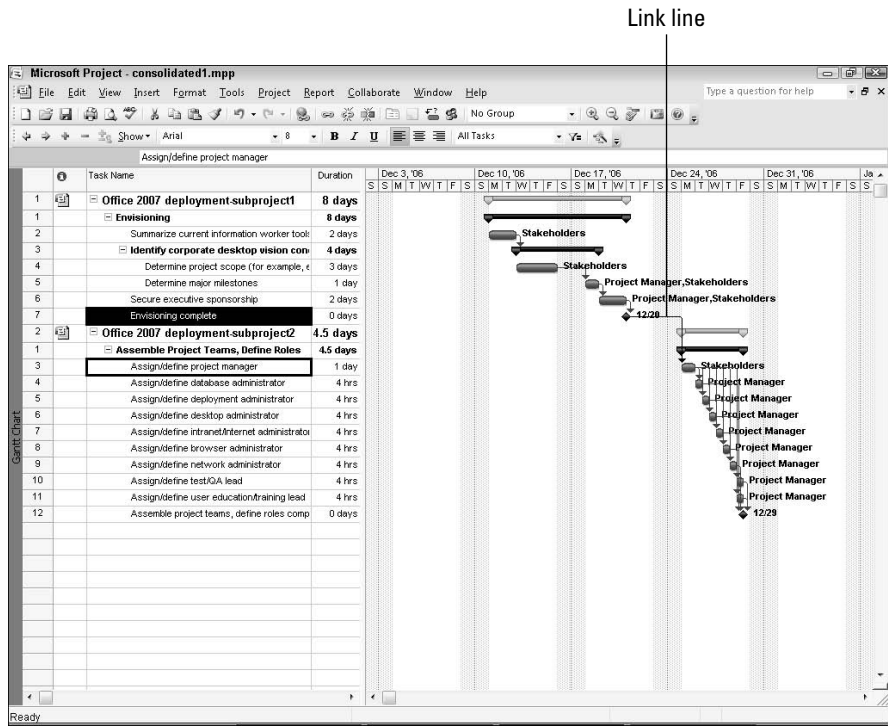 Link line
Microsoft Project - consolidated1.mpp
File Edit View Insert Format Tools Project Report Collaborate Window Help
Type a question for help
No Group
Show Arial 8 B I U All Tasks
Assign/define project manager
Task Name Duration Dec 3, '06 Dec 10, '06 Dec 17, '06 Dec 24, '06 Dec 31, '06 Ja
S S M T W T F S S M T W T F S S M T W T F S S M T W T F S S M T W T F S S
1 Office 2007 deployment-subproject1 8 days
1 Envisioning 8 days
2 Summarize current information worker tools 2 days Stakeholders
3 Identify corporate desktop vision con 4 days
4 Determine project scope (for example, e 3 days Stakeholders
5 Determine major milestones 1 day Project Manager,Stakeholders
6 Secure executive sponsorship 2 days Project Manager,Stakeholders
7 Envisioning complete 0 days 12/20
2 Office 2007 deployment-subproject2 4.5 days
1 Assemble Project Teams, Define Roles 4.5 days
3 Assign/define project manager 1 day Stakeholders
4 Assign/define database administrator 4 hrs Project Manager
5 Assign/define deployment administrator 4 hrs Project Manager
6 Assign/define desktop administrator 4 hrs Project Manager
7 Assign/define intranet/Internet administrator 4 hrs Project Manager
8 Assign/define browser administrator 4 hrs Project Manager
9 Assign/define network administrator 4 hrs Project Manager
10 Assign/define test/QA lead 4 hrs Project Manager
11 Assign/define user education/training lead 4 hrs Project Manager
12 Assemble project teams, define roles comp 0 days 12/29
Gantt Chart
Ready